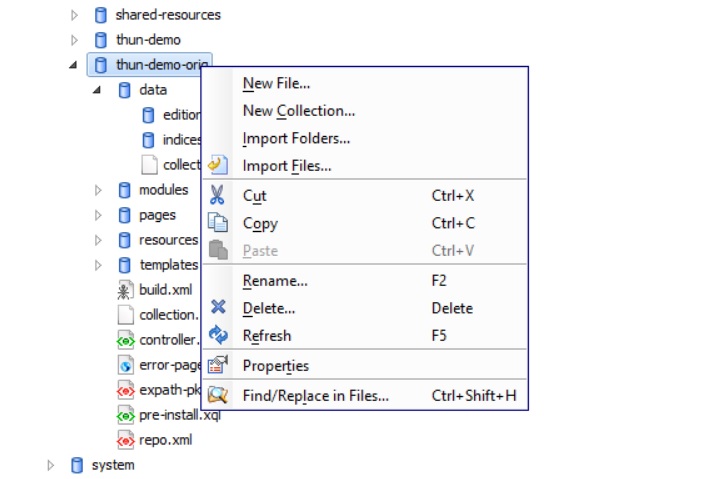 shared-resources
thun-demo
thun-demo-orig
data
edition
indices
collect
modules
pages
resources
templates
build.xml
collection.
controller.
error-page
expath-pk
pre-install.xql
repo.xml
system
New File...
New Collection...
Import Folders...
Import Files...
Cut Ctrl+X
Copy Ctrl+C
Paste Ctrl+V
Rename... F2
Delete... Delete
Refresh F5
Properties
Find/Replace in Files... Ctrl+Shift+H